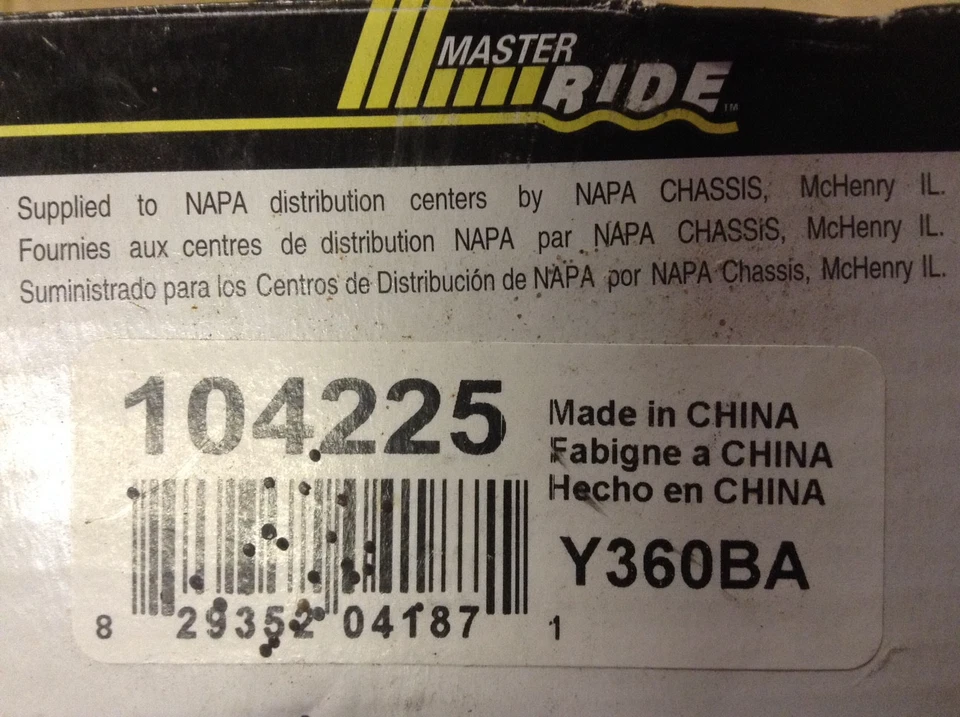 MASTER
RIDE™
Supplied to NAPA distribution centers by NAPA CHASSIS, McHenry IL.
Fournies aux centres de distribution NAPA par NAPA CHASSIS, McHenry IL.
Suministrado para los Centros de Distribución de NAPA por NAPA Chassis, McHenry IL.
104225
Made in CHINA
Fabigne a CHINA
Hecho en CHINA
Y360BA
8 29352 04187 1